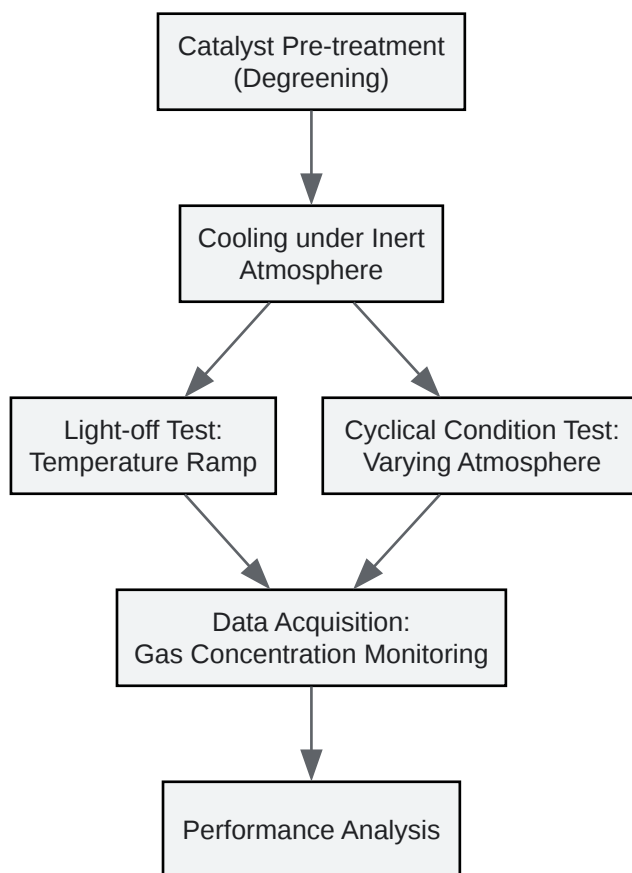 Catalyst Pre-treatment
(Degreening)
Cooling under Inert
Atmosphere
Light-off Test:
Temperature Ramp
Cyclical Condition Test:
Varying Atmosphere
Data Acquisition:
Gas Concentration Monitoring
Performance Analysis